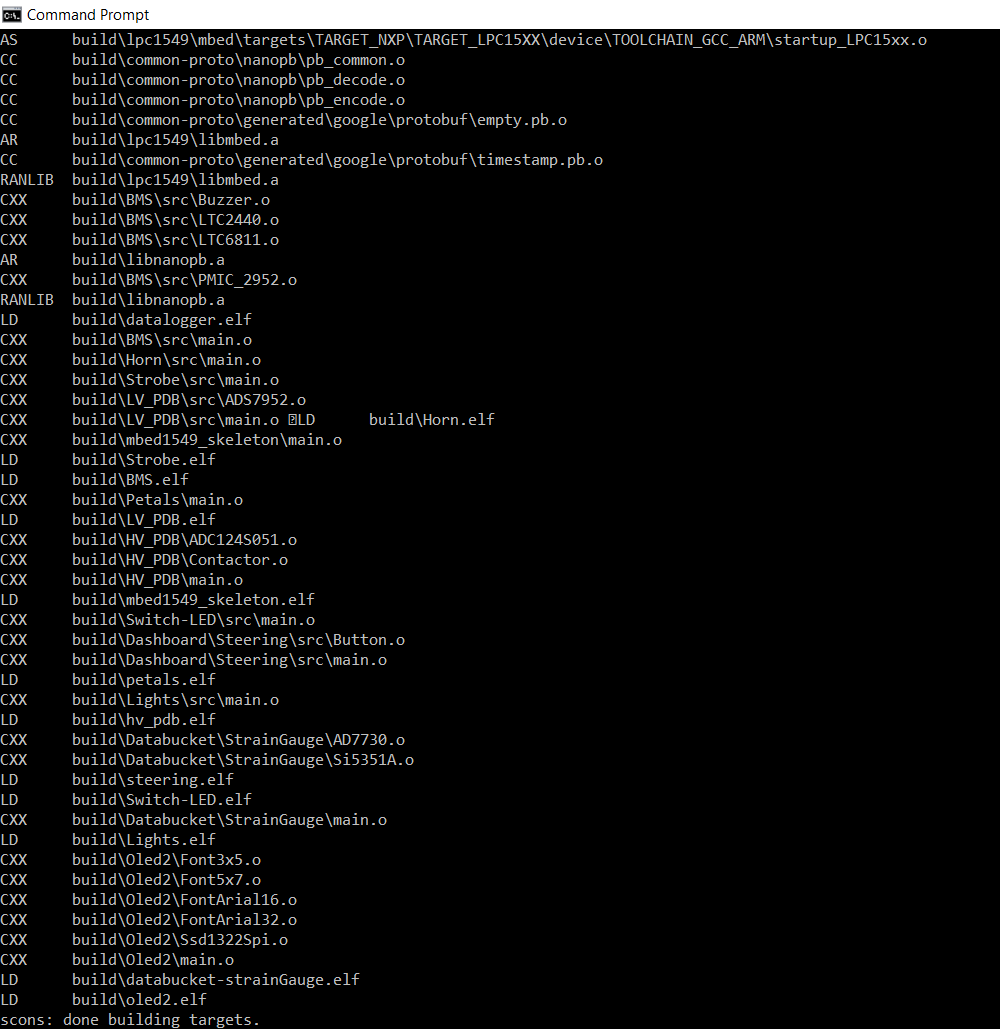 Command Prompt
AS      build\lpc1549\mbed\targets\TARGET_NXP\TARGET_LPC15XX\device\TOOLCHAIN_GCC_ARM\startup_LPC15xx.o
CC      build\common-proto\nanopb\pb_common.o
CC      build\common-proto\nanopb\pb_decode.o
CC      build\common-proto\nanopb\pb_encode.o
CC      build\common-proto\generated\google\protobuf\empty.pb.o
AR      build\lpc1549\libmbed.a
CC      build\common-proto\generated\google\protobuf\timestamp.pb.o
RANLIB  build\lpc1549\libmbed.a
CXX     build\BMS\src\Buzzer.o
CXX     build\BMS\src\LTC2440.o
CXX     build\BMS\src\LTC6811.o
AR      build\libnanopb.a
CXX     build\BMS\src\PMIC_2952.o
RANLIB  build\libnanopb.a
LD      build\datalogger.elf
CXX     build\BMS\src\main.o
CXX     build\Horn\src\main.o
CXX     build\Strobe\src\main.o
CXX     build\LV_PDB\src\ADS7952.o
CXX     build\LV_PDB\src\main.o LD      build\Horn.elf
CXX     build\mbed1549_skeleton\main.o
LD      build\Strobe.elf
LD      build\BMS.elf
CXX     build\Petals\main.o
LD      build\LV_PDB.elf
CXX     build\HV_PDB\ADC124S051.o
CXX     build\HV_PDB\Contactor.o
CXX     build\HV_PDB\main.o
LD      build\mbed1549_skeleton.elf
CXX     build\Switch-LED\src\main.o
CXX     build\Dashboard\Steering\src\Button.o
CXX     build\Dashboard\Steering\src\main.o
LD      build\petals.elf
CXX     build\Lights\src\main.o
LD      build\hv_pdb.elf
CXX     build\Databucket\StrainGauge\AD7730.o
CXX     build\Databucket\StrainGauge\Si5351A.o
LD      build\steering.elf
LD      build\Switch-LED.elf
CXX     build\Databucket\StrainGauge\main.o
LD      build\Lights.elf
CXX     build\Oled2\Font3x5.o
CXX     build\Oled2\Font5x7.o
CXX     build\Oled2\FontArial16.o
CXX     build\Oled2\FontArial32.o
CXX     build\Oled2\Ssd1322Spi.o
CXX     build\Oled2\main.o
LD      build\databucket-strainGauge.elf
LD      build\oled2.elf
scons: done building targets.